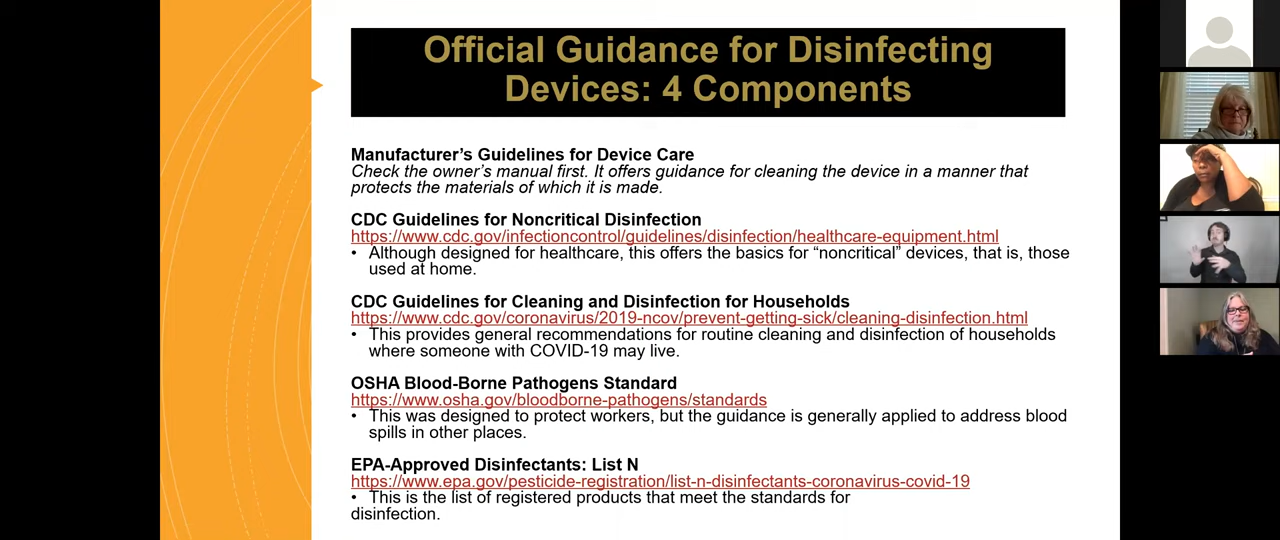 Official Guidance for Disinfecting
Devices: 4 Components
Manufacturer's Guidelines for Device Care
Check the owner's manual first. It offers guidance for cleaning the device in a manner that
protects the materials of which it is made.
CDC Guidelines for Noncritical Disinfection
https://www.cdc.gov/infectioncontrol/guidelines/disinfection/healthcare-equipment.html
• Although designed for healthcare, this offers the basics for “noncritical” devices, that is, those
used at home.
CDC Guidelines for Cleaning and Disinfection for Households
https://www.cdc.gov/coronavirus/2019-ncov/prevent-getting-sick/cleaning-disinfection.html
• This provides general recommendations for routine cleaning and disinfection of households
where someone with COVID-19 may live.
OSHA Blood-Borne Pathogens Standard
https://www.osha.gov/bloodborne-pathogens/standards
• This was designed to protect workers, but the guidance is generally applied to address blood
spills in other places.
EPA-Approved Disinfectants: List N
https://www.epa.gov/pesticide-registration/list-n-disinfectants-coronavirus-covid-19
• This is the list of registered products that meet the standards for
disinfection.